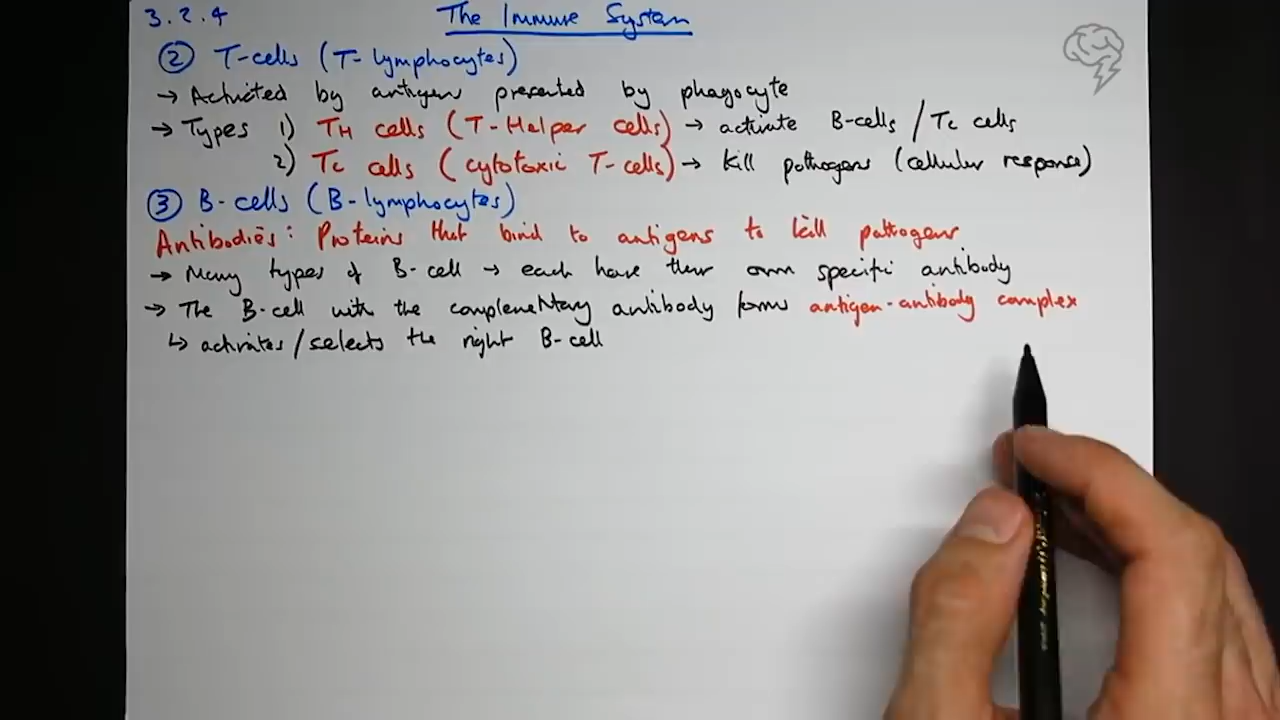 3.2.4 The Immune System
② T-cells (T-lymphocytes)
→ Activated by antigens presented by phagocyte
→ Types 1) TH cells (T-Helper cells) → activate B-cells / Tc cells
2) Tc cells (cytotoxic T-cells) → kill pathogens (cellular response)
③ B-cells (B-lymphocytes)
Antibodies: Proteins that bind to antigens to kill pathogens
→ Many types of B-cell → each have their own specific antibody
→ The B-cell with the complementary antibody forms antigen-antibody complex
↳ activates/selects the right B-cell